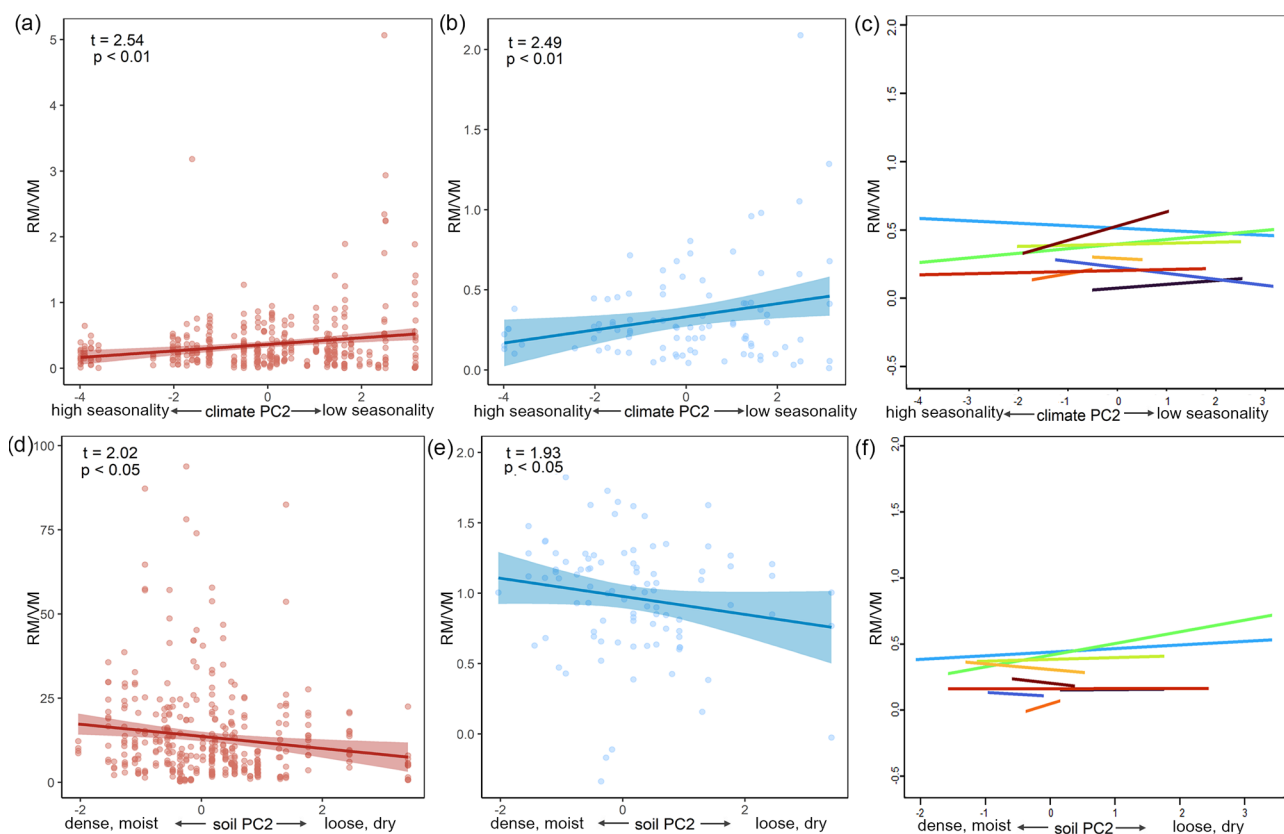 (a)
t = 2.54
p < 0.01
RM/VM
5
4
3
2
1
0
-4
-2
0
2
high seasonality ← climate PC2 → low seasonality
(b)
t = 2.49
p < 0.01
RM/VM
2.0
1.5
1.0
0.5
0.0
-4
-2
0
2
high seasonality ← climate PC2 → low seasonality
(c)
RM/VM
2.0
1.5
1.0
0.5
0.0
-0.5
-4
-3
-2
-1
0
1
2
3
high seasonality ← climate PC2 → low seasonality
(d)
t = 2.02
p < 0.05
RM/VM
100
75
50
25
0
-2
0
2
dense, moist ← soil PC2 → loose, dry
(e)
t = 1.93
p < 0.05
RM/VM
2.0
1.5
1.0
0.5
0.0
-2
0
2
dense, moist ← soil PC2 → loose, dry
(f)
RM/VM
2.0
1.5
1.0
0.5
0.0
-0.5
-2
-1
0
1
2
3
dense, moist ← soil PC2 → loose, dry